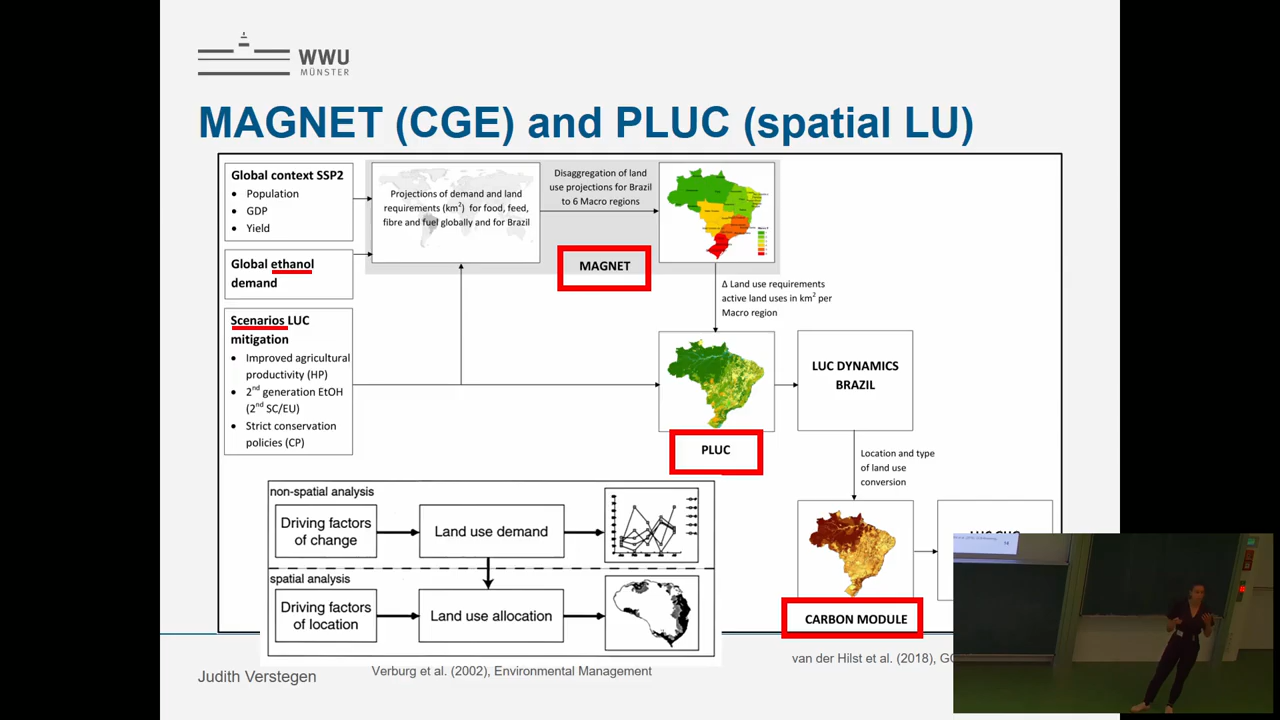 WWU
MÜNSTER
MAGNET (CGE) and PLUC (spatial LU)
Global context SSP2
• Population
• GDP
• Yield
Global ethanol
demand
Scenarios LUC
mitigation
• Improved agricultural
productivity (HP)
• 2nd generation EtOH
(2nd SC/EU)
• Strict conservation
policies (CP)
Projections of demand and land
requirements (km2) for food, feed,
fibre and fuel globally and for Brazil
Disaggregation of land
use projections for Brazil
to 6 Macro regions
MAGNET
Δ Land use requirements
active land uses in km2 per
Macro region
PLUC
LUC DYNAMICS
BRAZIL
Location and type
of land use
conversion
CARBON MODULE
non-spatial analysis
Driving factors
of change
Land use demand
spatial analysis
Driving factors
of location
Land use allocation
Verburg et al. (2002), Environmental Management
van der Hilst et al. (2018),
Judith Verstegen